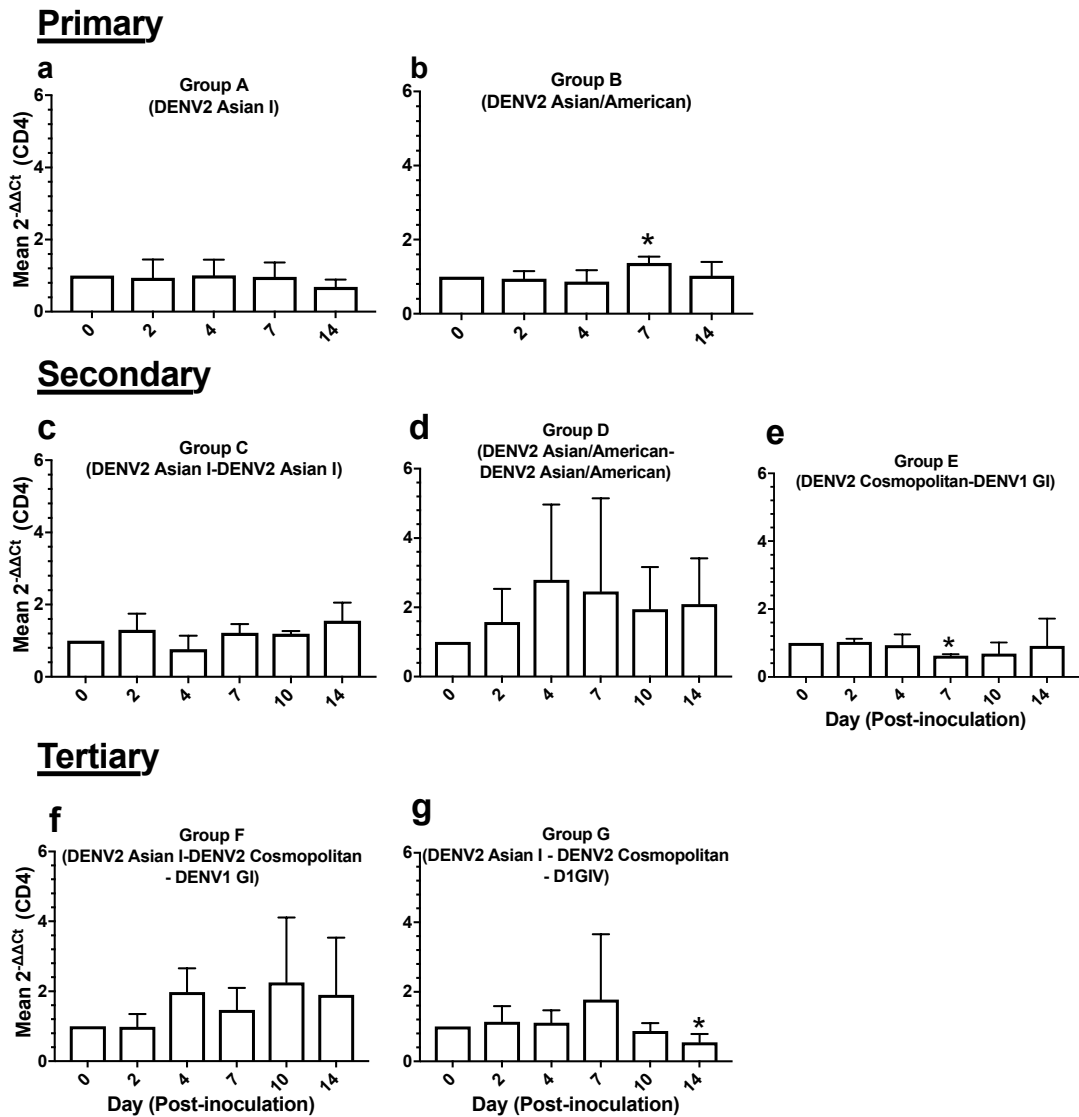 Primary
a
Group A
(DENV2 Asian I)
Mean 2-ΔΔCt (CD4)
6
4
2
0
0 2 4 7 14
b
Group B
(DENV2 Asian/American)
6
4
2
0
*
0 2 4 7 14
Secondary
c
Group C
(DENV2 Asian I-DENV2 Asian I)
Mean 2-ΔΔCt (CD4)
6
4
2
0
0 2 4 7 10 14
d
Group D
(DENV2 Asian/American-
DENV2 Asian/American)
6
4
2
0
0 2 4 7 10 14
e
Group E
(DENV2 Cosmopolitan-DENV1 GI)
6
4
2
0
*
0 2 4 7 10 14
Day (Post-inoculation)
Tertiary
f
Group F
(DENV2 Asian I-DENV2 Cosmopolitan
- DENV1 GI)
Mean 2-ΔΔCt (CD4)
6
4
2
0
0 2 4 7 10 14
Day (Post-inoculation)
g
Group G
(DENV2 Asian I - DENV2 Cosmopolitan
- D1GIV)
6
4
2
0
*
0 2 4 7 10 14
Day (Post-inoculation)